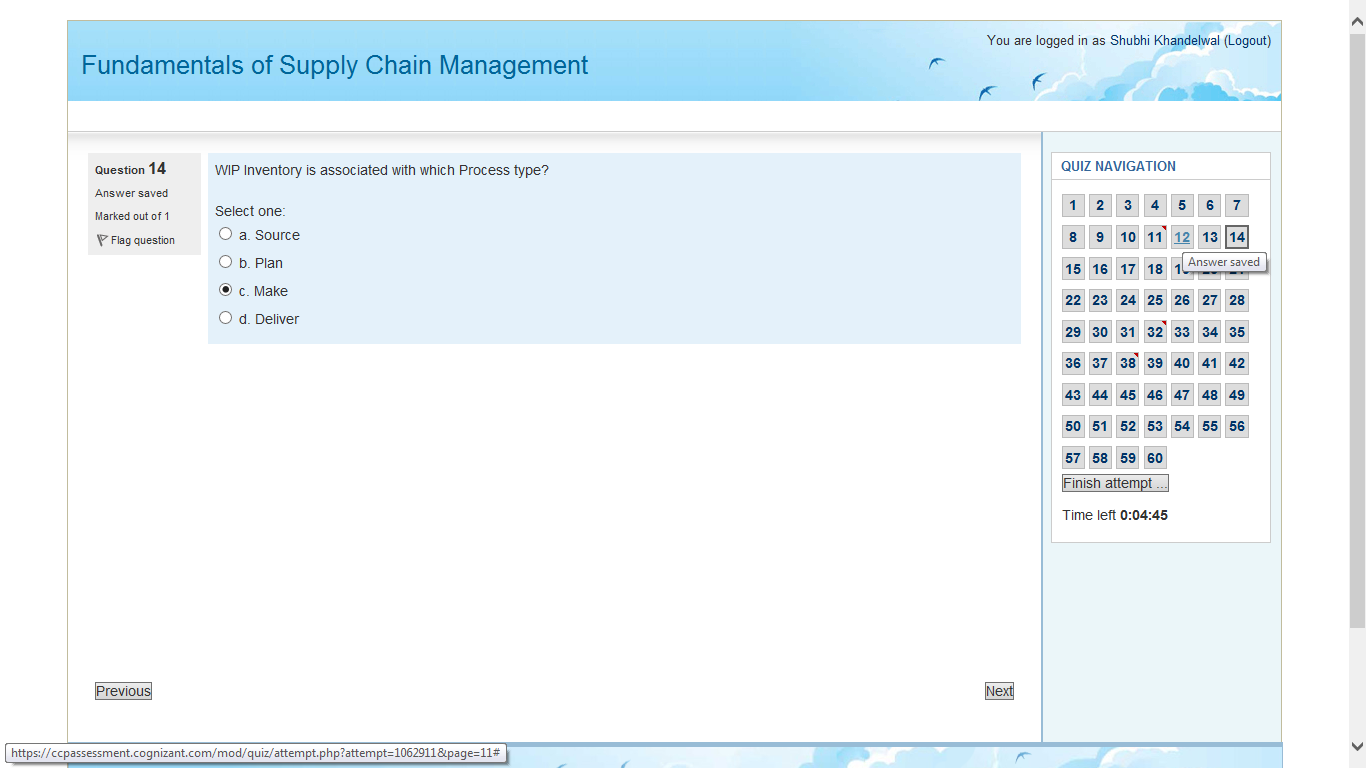 You are logged in as Shubhi Khandelwal (Logout)
Fundamentals of Supply Chain Management
Question 14
Answer saved
Marked out of 1
Flag question
WIP Inventory is associated with which Process type?
Select one:
a. Source
b. Plan
c. Make
d. Deliver
QUIZ NAVIGATION
1 2 3 4 5 6 7
8 9 10 11 12 13 14
Answer saved
15 16 17 18
22 23 24 25 26 27 28
29 30 31 32 33 34 35
36 37 38 39 40 41 42
43 44 45 46 47 48 49
50 51 52 53 54 55 56
57 58 59 60
Finish attempt ...
Time left 0:04:45
Previous
Next
https://ccpassessment.cognizant.com/mod/quiz/attempt.php?attempt=1062911&page=11#